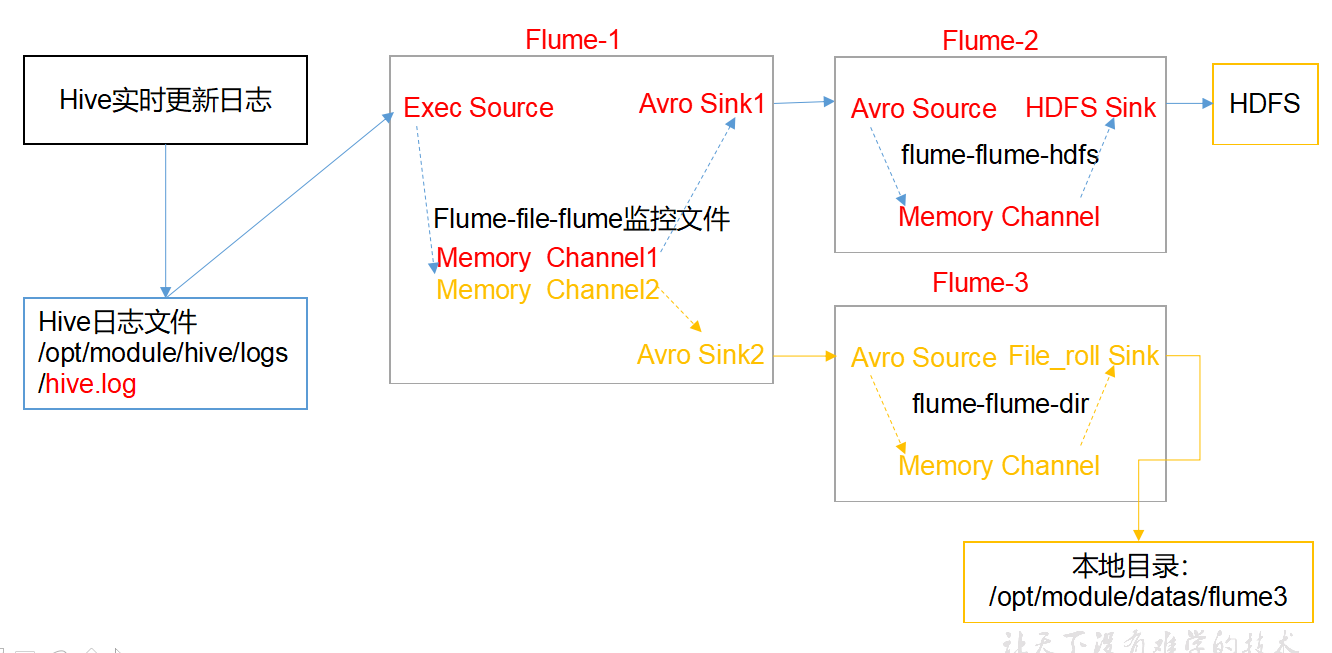 Flume-1
Flume-2
Hive实时更新日志
Exec Source
Avro Sink1
Avro Source
HDFS Sink
HDFS
flume-flume-hdfs
Memory Channel
Flume-file-flume监控文件
Memory Channel1
Memory Channel2
Avro Sink2
Flume-3
Hive日志文件
/opt/module/hive/logs
/hive.log
Avro Source
File_roll Sink
flume-flume-dir
Memory Channel
本地目录：
/opt/module/datas/flume3
让天下没有难学的技术